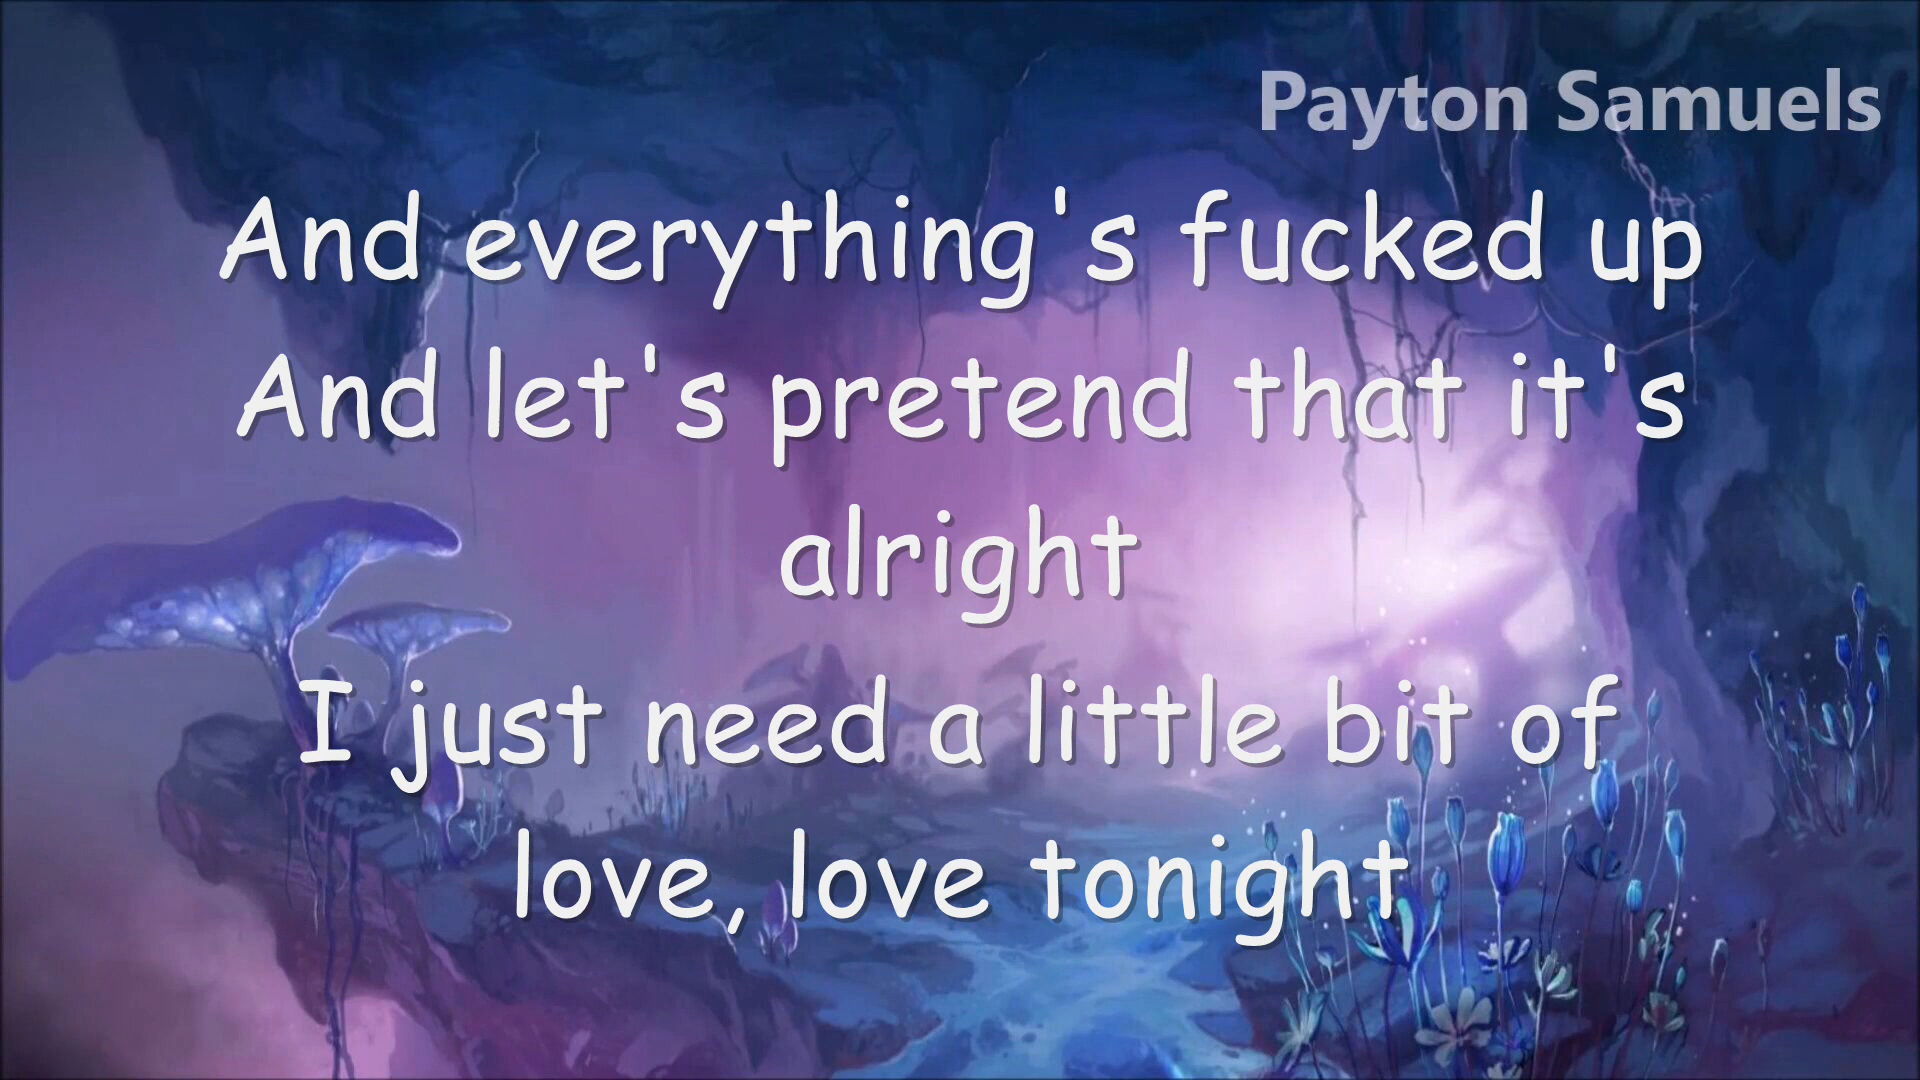 Payton Samuels
And everything's fucked up
And let's pretend that it's
alright
I just need a little bit of
love, love tonight